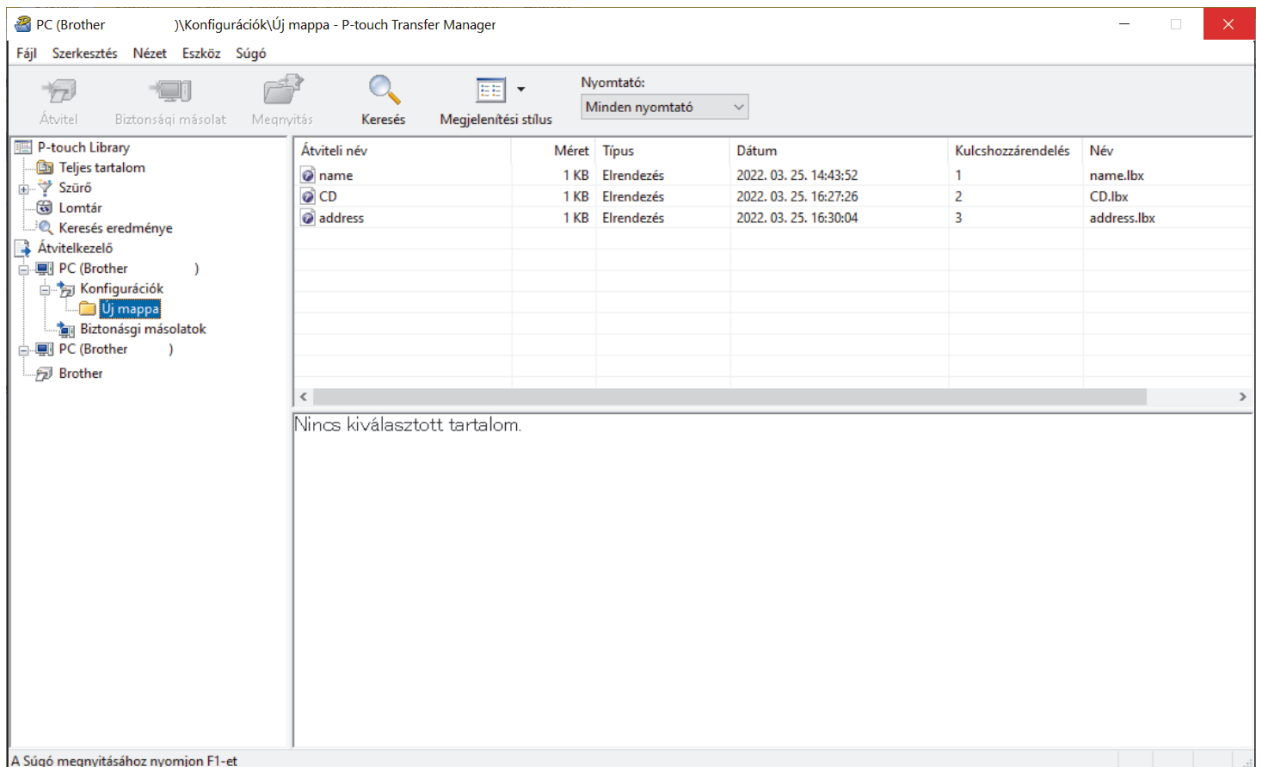 PC (Brother )\Konfigurációk\Új mappa - P-touch Transfer Manager
Fájl Szerkesztés Nézet Eszköz Súgó
Átvitel Biztonsági másolat Megnyitás Keresés Megjelenítési stílus
Nyomtató:
Minden nyomtató
P-touch Library
Teljes tartalom
Szűrő
Lomtár
Keresés eredménye
Átvitelkezelő
PC (Brother )
Konfigurációk
Új mappa
Biztonásgi másolatok
PC (Brother )
Brother
Átviteli név Méret Típus Dátum Kulcshozzárendelés Név
name 1 KB Elrendezés 2022. 03. 25. 14:43:52 1 name.lbx
CD 1 KB Elrendezés 2022. 03. 25. 16:27:26 2 CD.lbx
address 1 KB Elrendezés 2022. 03. 25. 16:30:04 3 address.lbx
Nincs kiválasztott tartalom.
A Súgó megnyitásához nyomjon F1-et